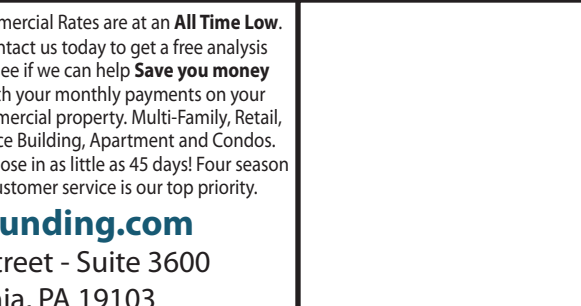 mercial Rates are at an All Time Low.
ntact us today to get a free analysis
ee if we can help Save you money
h your monthly payments on your
mercial property. Multi-Family, Retail,
ce Building, Apartment and Condos.
ose in as little as 45 days! Four season
ustomer service is our top priority.
unding.com
treet - Suite 3600
ia, PA 19103